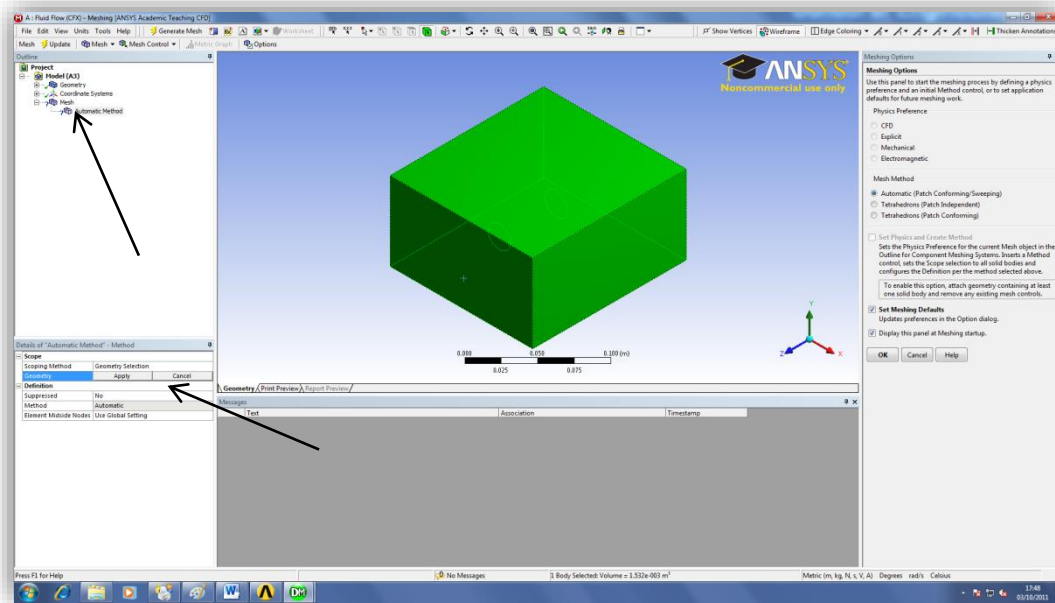 A : Fluid Flow (CFX) - Meshing [ANSYS Academic Teaching CFD]
File Edit View Units Tools Help Generate Mesh Worksheet Show Vertices Wireframe Edge Coloring Thicken Annotations
Mesh Update Mesh Mesh Control Metric Graph Options
Outline
Project
Model (A3)
Geometry
Coordinate Systems
Mesh
Automatic Method
Details of "Automatic Method" - Method
Scope
Scoping Method Geometry Selection
Geometry Apply Cancel
Definition
Suppressed No
Method Automatic
Element Midside Nodes Use Global Setting
ANSYS
Noncommercial use only
0.000 0.050 0.100 (m)
0.025 0.075
Y
Z X
Geometry Print Preview Report Preview
Messages
Text Association Timestamp
Meshing Options
Meshing Options
Use this panel to start the meshing process by defining a physics
preference and an initial Method control, or to set application
defaults for future meshing work.
Physics Preference
CFD
Explicit
Mechanical
Electromagnetic
Mesh Method
Automatic (Patch Conforming/Sweeping)
Tetrahedrons (Patch Independent)
Tetrahedrons (Patch Conforming)
Set Physics and Create Method
Sets the Physics Preference for the current Mesh object in the
Outline for Component Meshing Systems. Inserts a Method
control, sets the Scope selection to all solid bodies and
configures the Definition per the method selected above.
To enable this option, attach geometry containing at least
one solid body and remove any existing mesh controls.
Set Meshing Defaults
Updates preferences in the Option dialog.
Display this panel at Meshing startup.
OK Cancel Help
Press F1 for Help No Messages 1 Body Selected: Volume = 1.532e-003 m³ Metric (m, kg, N, s, V, A) Degrees rad/s Celsius
W DM
17:48
03/10/2011